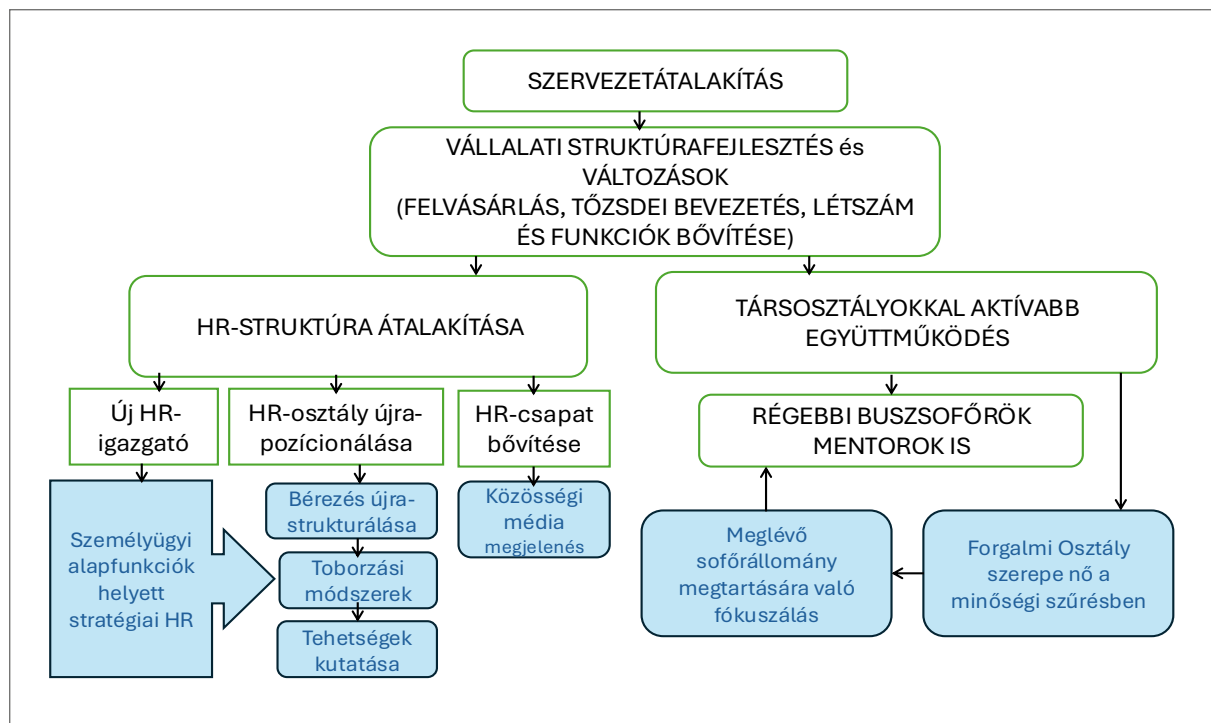 SZERVEZETÁTALAKÍTÁS
VÁLLALATI STRUKTÚRAFEJLESZTÉS és
VÁLTOZÁSOK
(FELVÁSÁRLÁS, TŐZSDEI BEVEZETÉS, LÉTSZÁM
ÉS FUNKCIÓK BŐVÍTÉSE)
HR-STRUKTÚRA ÁTALAKÍTÁSA
TÁRSOSZTÁLYOKKAL AKTÍVABB
EGYÜTTMŰKÖDÉS
Új HR-
igazgató
HR-osztály újra-
pozícionálása
HR-csapat
bővítése
RÉGEBBI BUSZSOFŐRÖK
MENTOROK IS
Személyügyi
alapfunkciók
helyett
stratégiai HR
Bérezés újra-
strukturálása
Toborzási
módszerek
Tehetségek
kutatása
Közösségi
média
megjelenés
Meglévő
sofőrállomány
megtartására való
fókuszálás
Forgalmi Osztály
szerepe nő a
minőségi szűrésben